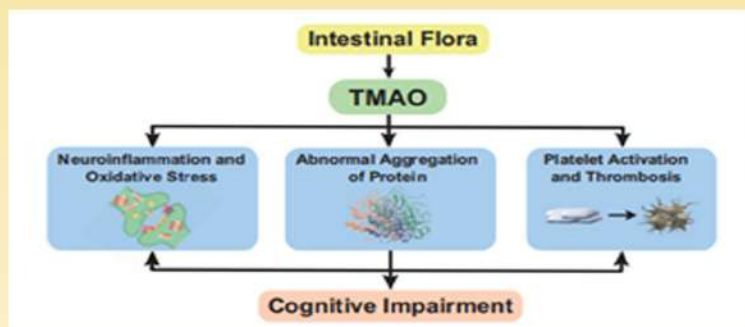 Intestinal Flora
TMAO
Neuroinflammation and
Oxidative Stress
Abnormal Aggregation
of Protein
Platelet Activation
and Thrombosis
Cognitive Impairment